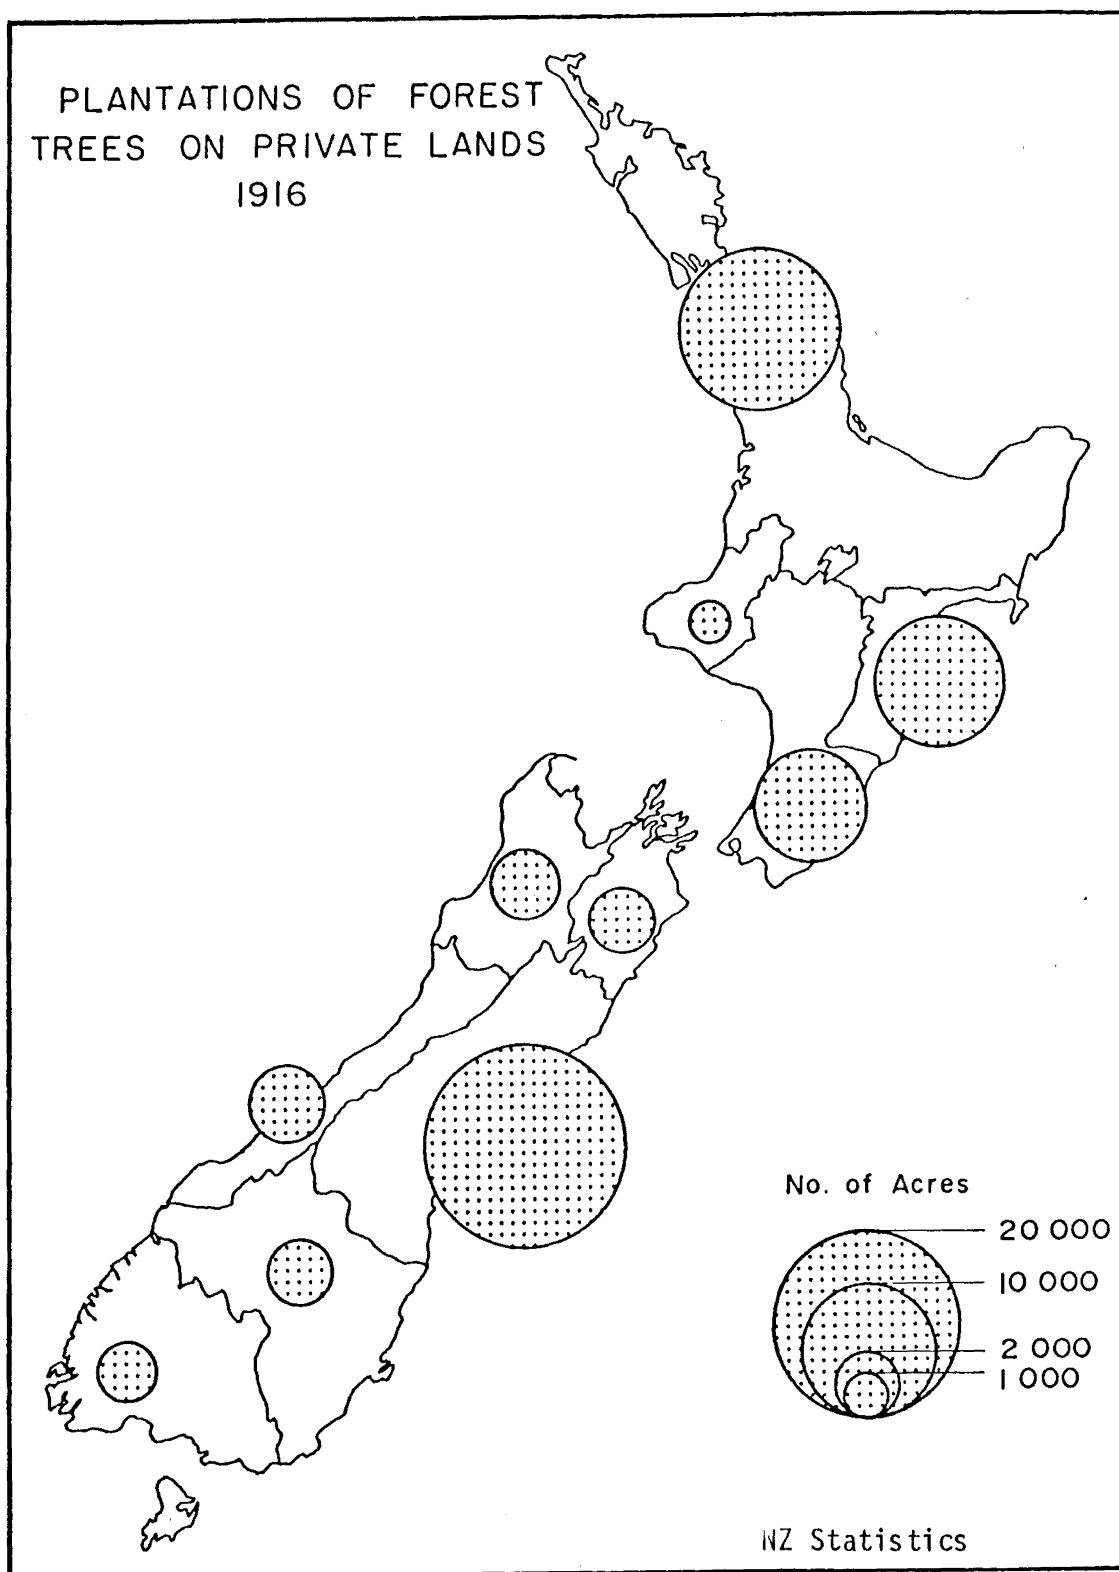 PLANTATIONS OF FOREST
TREES ON PRIVATE LANDS
1916
No. of Acres
20 000
10 000
2 000
1 000
NZ Statistics